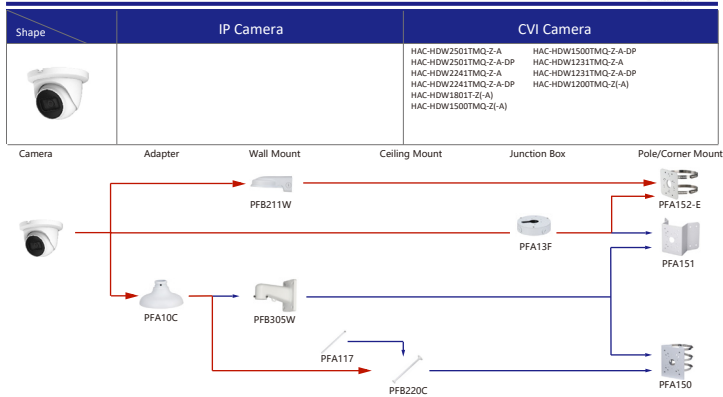 Shape
IP Camera
CVI Camera
HAC-HDW2501TMQ-Z-A
HAC-HDW2501TMQ-Z-A-DP
HAC-HDW2241TMQ-Z-A
HAC-HDW2241TMQ-Z-A-DP
HAC-HDW1801T-Z(-A)
HAC-HDW1500TMQ-Z(-A)
HAC-HDW1500TMQ-Z-A-DP
HAC-HDW1231TMQ-Z-A
HAC-HDW1231TMQ-Z-A-DP
HAC-HDW1200TMQ-Z(-A)
Camera
Adapter
Wall Mount
Ceiling Mount
Junction Box
Pole/Corner Mount
PFB211W
PFA152-E
PFA13F
PFA151
PFA10C
PFB305W
PFA117
PFB220C
PFA150